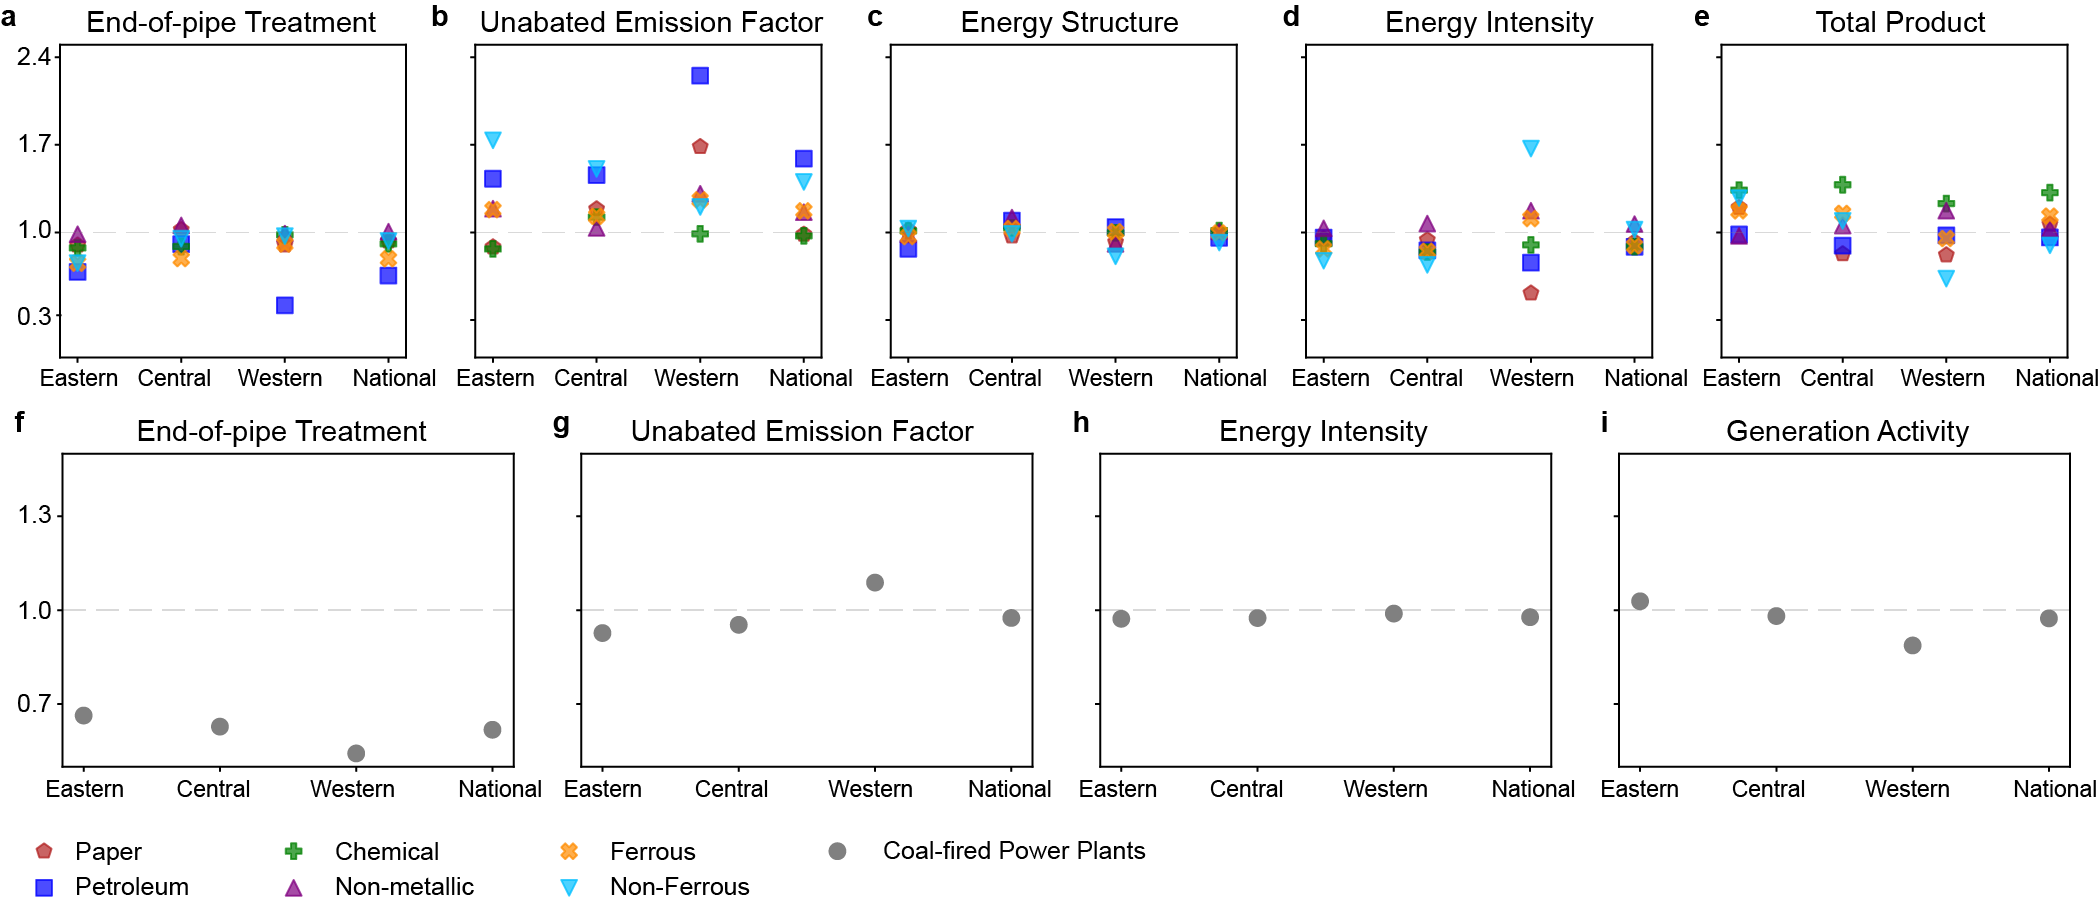 a End-of-pipe Treatment b Unabated Emission Factor c Energy Structure d Energy Intensity e Total Product
2.4
1.7
1.0
0.3
Eastern Central Western National Eastern Central Western National Eastern Central Western National Eastern Central Western National Eastern Central Western National
f End-of-pipe Treatment g Unabated Emission Factor h Energy Intensity i Generation Activity
1.3
1.0
0.7
Eastern Central Western National Eastern Central Western National Eastern Central Western National Eastern Central Western National
Paper Chemical Ferrous Coal-fired Power Plants
Petroleum Non-metallic Non-Ferrous